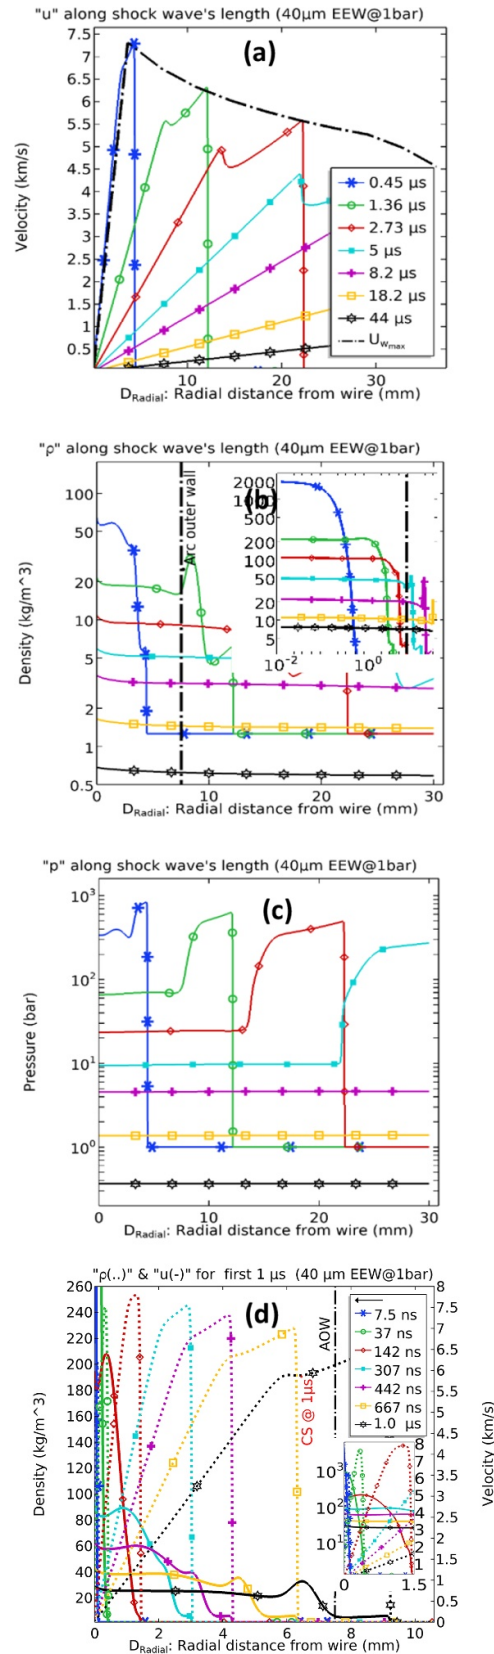 "u" along shock wave's length (40μm EEW@1bar)
(a)
7.5
7
6.5
6
5.5
5
4.5
4
3.5
3
2.5
2
1.5
1
0.5
Velocity (km/s)
0.45 μs
1.36 μs
2.73 μs
5 μs
8.2 μs
18.2 μs
44 μs
U_wmax
0 10 20 30
D_Radial: Radial distance from wire (mm)
"ρ" along shock wave's length (40μm EEW@1bar)
(b)
Arc outer wall
100
50
20
10
5
2
1
0.5
Density (kg/m^3)
2000
1000
500
200
100
50
20
10
5
10^-2 10^0
0 10 20 30
D_Radial: Radial distance from wire (mm)
"p" along shock wave's length (40μm EEW@1bar)
(c)
10^3
10^2
10^1
10^0
Pressure (bar)
0 10 20 30
D_Radial: Radial distance from wire (mm)
"ρ(..)" & "u(-)" for first 1 μs (40 μm EEW@1bar)
(d)
260
240
220
200
180
160
140
120
100
80
60
40
20
Density (kg/m^3)
AOW
CS @ 1μs
7.5 ns
37 ns
142 ns
307 ns
442 ns
667 ns
1.0 μs
8
7.5
7
6.5
6
5.5
5
4.5
4
3.5
3
2.5
2
1.5
1
0.5
0
Velocity (km/s)
10^3
10^2
10^1
8
7
6
5
4
3
2
1
0 1.5
0 2 4 6 8 10
D_Radial: Radial distance from wire (mm)